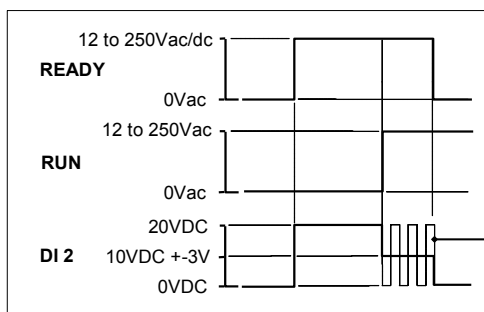 12 to 250Vac/dc
READY
0Vac
12 to 250Vac
RUN
0Vac
20VDC
DI 2 10VDC +-3V
0VDC